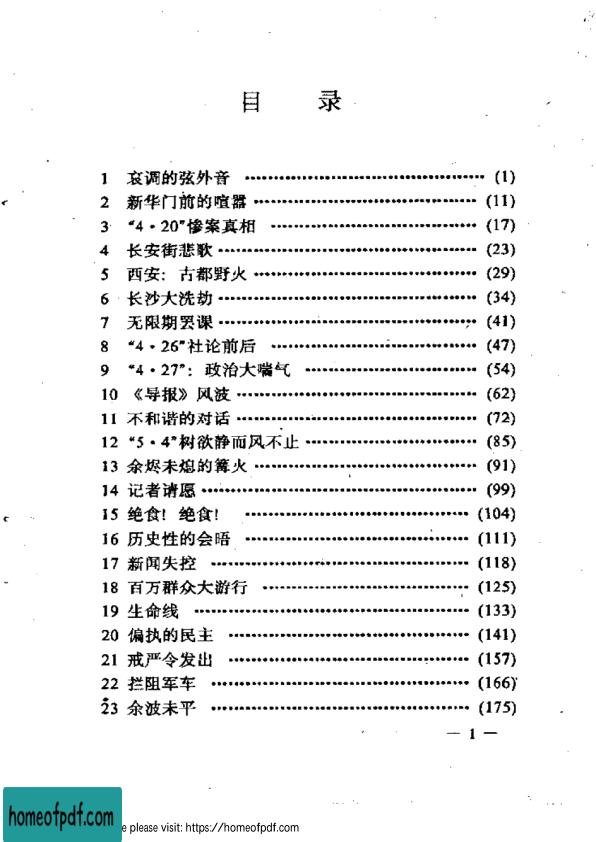 目 录
1 哀调的弦外音 ……………………………… (1)
2 新华门前的喧嚣 ……………………………… (11)
3 “4·20”惨案真相 ……………………………… (17)
4 长安街悲歌 ……………………………… (23)
5 西安：古都野火 ……………………………… (29)
6 长沙大洗劫 ……………………………… (34)
7 无限期罢课 ……………………………… (41)
8 “4·26”社论前后 ……………………………… (47)
9 “4·27”：政治大喘气 ……………………………… (54)
10 《导报》风波 ……………………………… (62)
11 不和谐的对话 ……………………………… (72)
12 “5·4”树欲静而风不止 ……………………………… (85)
13 余烬未熄的篝火 ……………………………… (91)
14 记者请愿 ……………………………… (99)
15 绝食！绝食！ ……………………………… (104)
16 历史性的会晤 ……………………………… (111)
17 新闻失控 ……………………………… (118)
18 百万群众大游行 ……………………………… (125)
19 生命线 ……………………………… (133)
20 偏执的民主 ……………………………… (141)
21 戒严令发出 ……………………………… (157)
22 拦阻军车 ……………………………… (166)
23 余波未平 ……………………………… (175)
— 1 —
homeofpdf.com
e please visit: https://homeofpdf.com